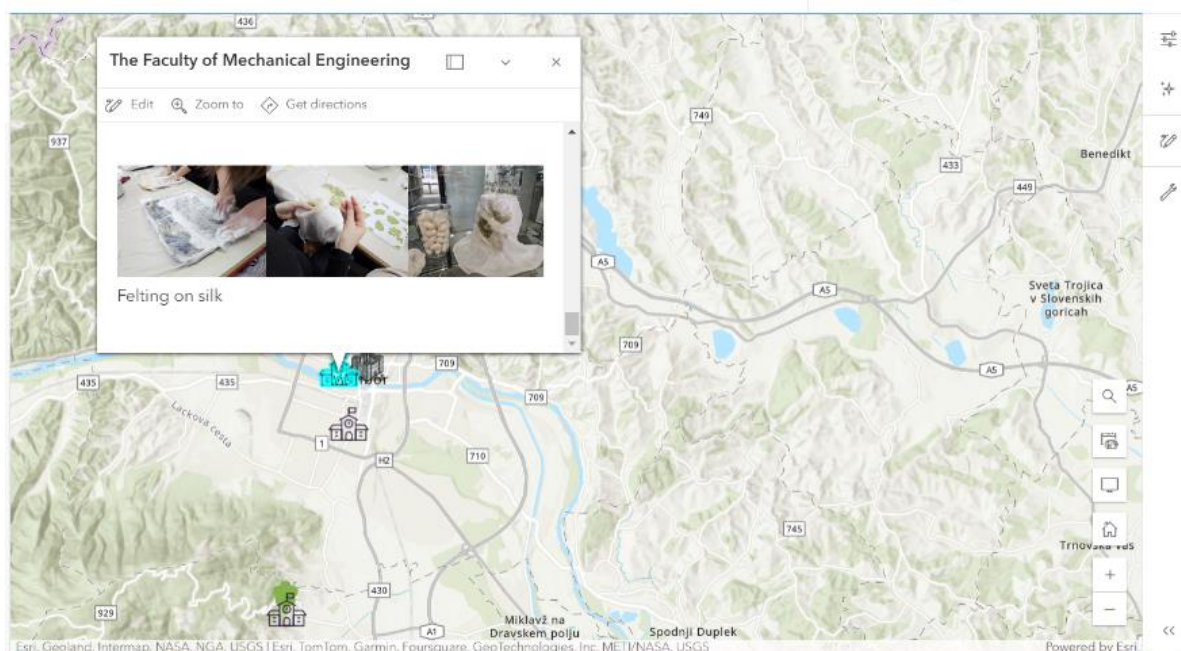 436
The Faculty of Mechanical Engineering
Edit Zoom to Get directions
937
749
433
Benedikt
449
Felting on silk
A5
A5
Sveta Trojica
v Slovenskih
goricah
709
709
A5
A5
435
435
709
Lackova cesta
1
H2
710
745
Trnovska vas
430
929
A1
Miklavž na
Dravskem polju
Spodnji Duplek
Esri, Geoland, Intermap, NASA, NGA, USGS | Esri, TomTom, Garmin, Foursquare, GeoTechnologies, Inc, METI/NASA, USGS
Powered by Esri